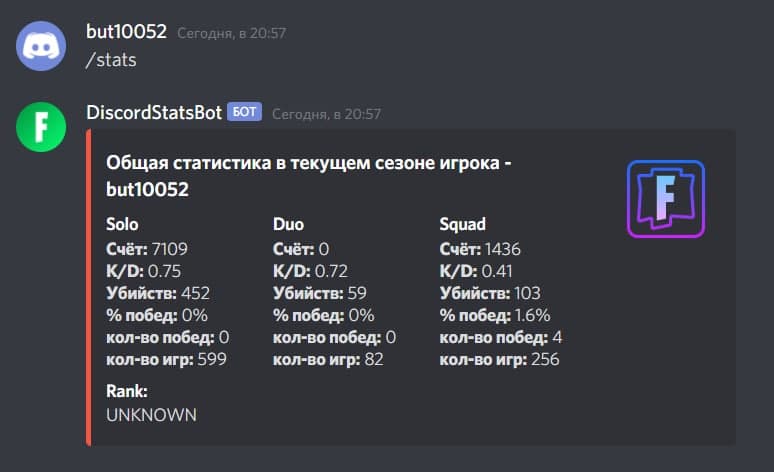 but10052 Сегодня, в 20:57
/stats
DiscordStatsBot БОТ Сегодня, в 20:57
Общая статистика в текущем сезоне игрока -
but10052
Solo
Счёт: 7109
K/D: 0.75
Убийств: 452
% побед: 0%
кол-во побед: 0
кол-во игр: 599
Duo
Счёт: 0
K/D: 0.72
Убийств: 59
% побед: 0%
кол-во побед: 0
кол-во игр: 82
Squad
Счёт: 1436
K/D: 0.41
Убийств: 103
% побед: 1.6%
кол-во побед: 4
кол-во игр: 256
Rank:
UNKNOWN
F
F